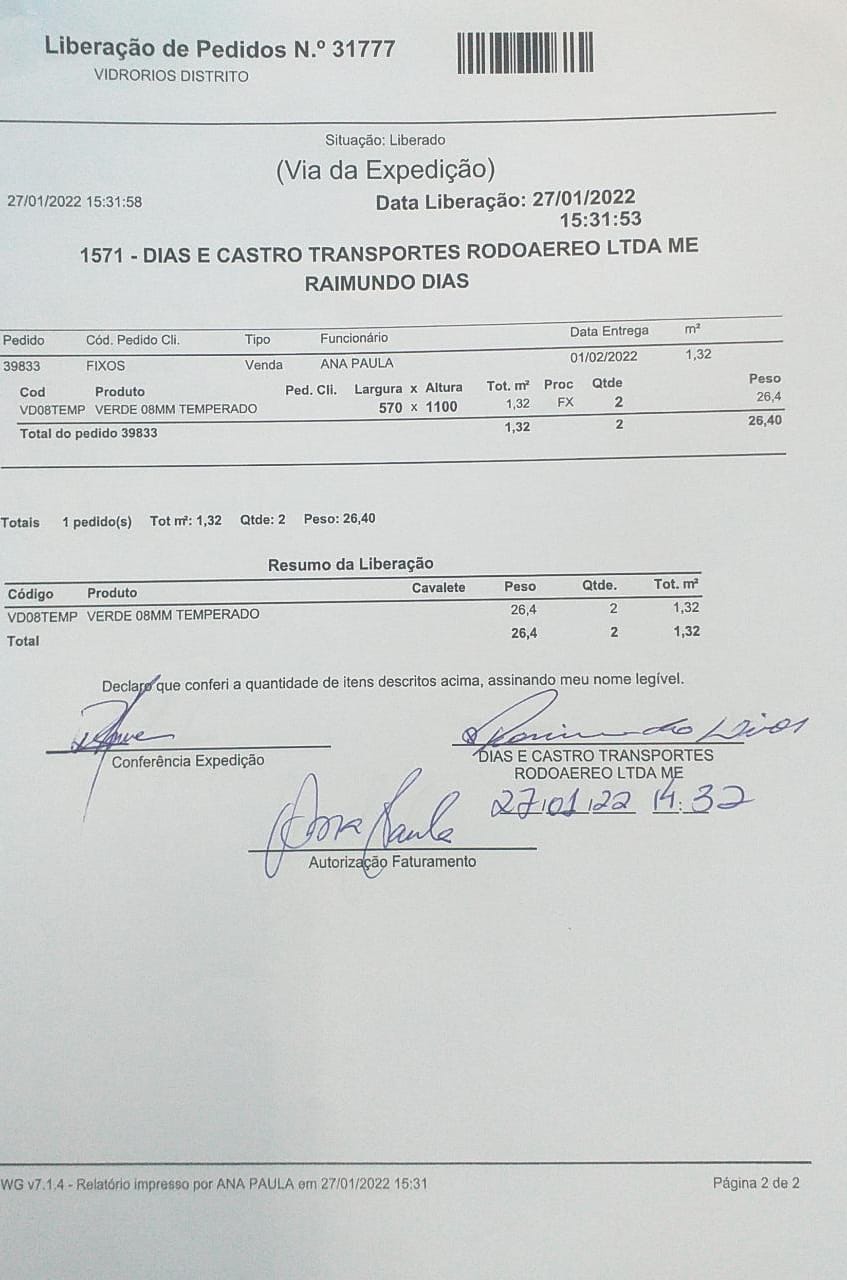 Liberação de Pedidos N.º 31777
VIDRORIOS DISTRITO
Situação: Liberado
(Via da Expedição)
27/01/2022 15:31:58 Data Liberação: 27/01/2022
15:31:53
1571 - DIAS E CASTRO TRANSPORTES RODOAEREO LTDA ME
RAIMUNDO DIAS
Pedido Cód. Pedido Cli. Tipo Funcionário Data Entrega m²
39833 FIXOS Venda ANA PAULA 01/02/2022 1,32
Cod Produto Ped. Cli. Largura x Altura Tot. m² Proc Qtde Peso
VD08TEMP VERDE 08MM TEMPERADO 570 x 1100 1,32 FX 2 26,4
Total do pedido 39833 1,32 2 26,40
Totais 1 pedido(s) Tot m²: 1,32 Qtde: 2 Peso: 26,40
Resumo da Liberação
Código Produto Cavalete Peso Qtde. Tot. m²
VD08TEMP VERDE 08MM TEMPERADO 26,4 2 1,32
Total 26,4 2 1,32
Declaro que conferi a quantidade de itens descritos acima, assinando meu nome legível.
Raimundo Dias
Conferência Expedição DIAS E CASTRO TRANSPORTES
RODOAEREO LTDA ME
27/01/22 14:32
Ana Paula
Autorização Faturamento
WG v7.1.4 - Relatório impresso por ANA PAULA em 27/01/2022 15:31 Página 2 de 2